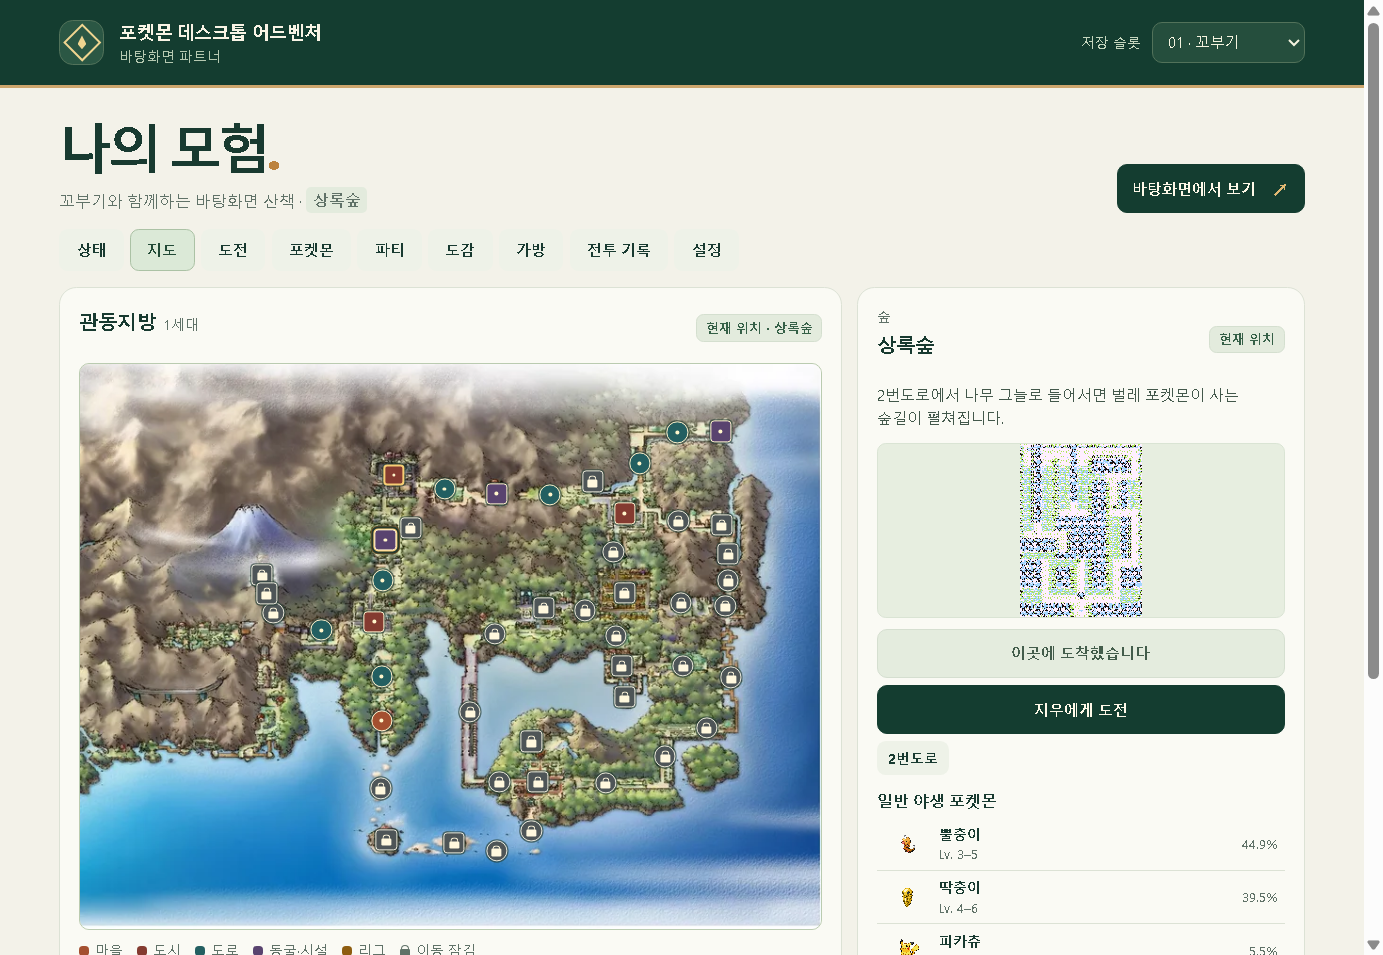 포켓몬 데스크톱 어드벤처
바탕화면 파트너
저장 슬롯
01 · 꼬부기
나의 모험.
꼬부기와 함께하는 바탕화면 산책 · 상록숲
바탕화면에서 보기
상태
지도
도전
포켓몬
파티
도감
가방
전투 기록
설정
관동지방 1세대
현재 위치 · 상록숲
마을
도시
도로
동굴·시설
리그
이동 잠김
숲
상록숲
현재 위치
2번도로에서 나무 그늘로 들어서면 벌레 포켓몬이 사는
숲길이 펼쳐집니다.
이곳에 도착했습니다
지우에게 도전
2번도로
일반 야생 포켓몬
뿔충이
Lv. 3–5
44.9%
딱충이
Lv. 4–6
39.5%
피카츄
5.5%